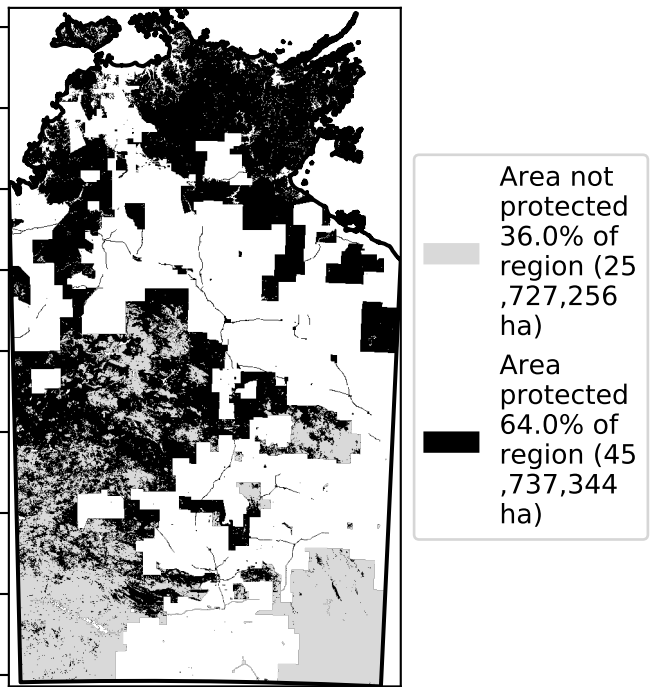 Area not
protected
36.0% of
region (25
,727,256
ha)
Area
protected
64.0% of
region (45
,737,344
ha)